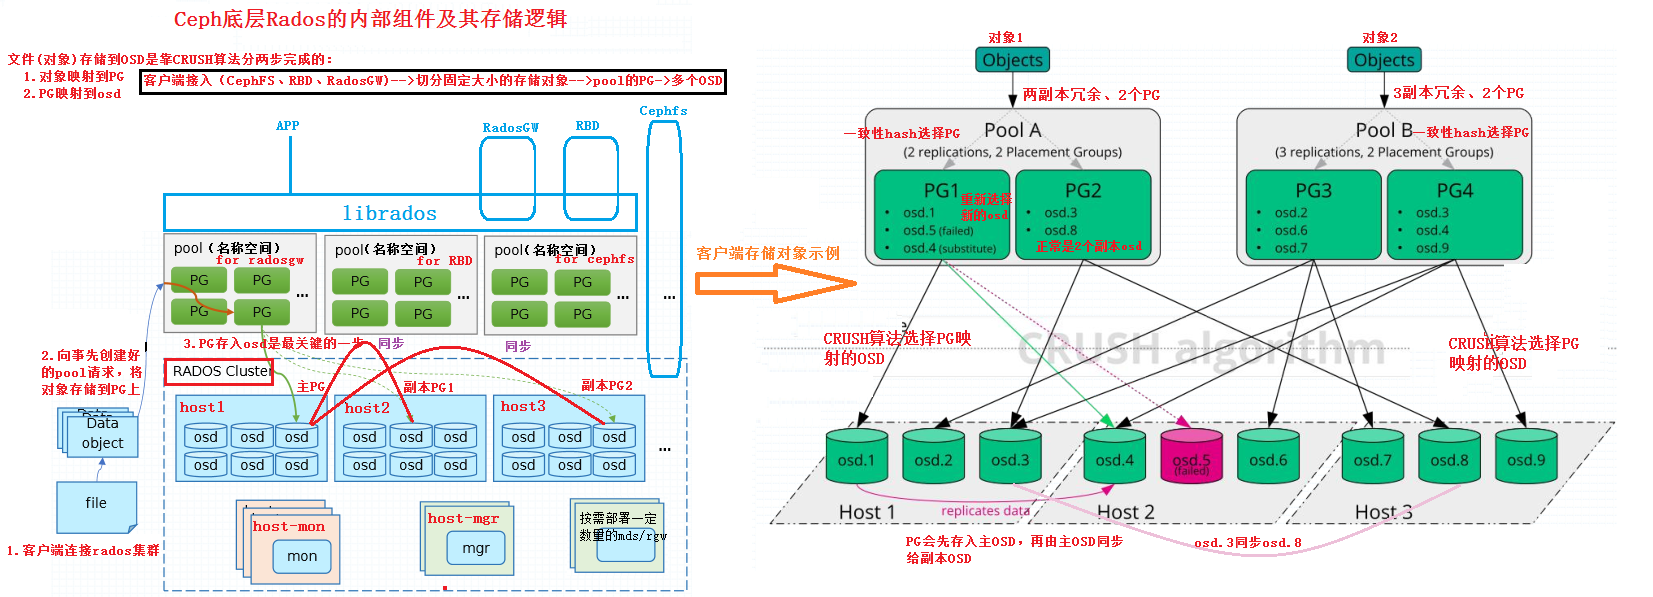 Ceph底层Rados的内部组件及其存储逻辑
文件(对象)存储到OSD是靠CRUSH算法分两步完成的：
1.对象映射到PG
2.PG映射到osd
客户端接入（CephFS、RBD、RadosGW)-->切分固定大小的存储对象-->pool的PG->多个OSD
APP
RadosGW
RBD
Cephfs
librados
pool（名称空间）
for radosgw
PG
PG
PG
PG
...
pool(名称空间)
for RBD
PG
PG
PG
PG
...
pool(名称空间)
for cephfs
PG
PG
PG
PG
...
...
3.PG存入osd是最关键的一步
同步
同步
2.向事先创建好
的pool请求，将
对象存储到PG上
RADOS Cluster
主PG
副本PG1
副本PG2
host1
osd
osd
osd
osd
osd
osd
host2
osd
osd
osd
osd
osd
osd
host3
osd
osd
osd
osd
osd
osd
...
Data
Data
object
file
1.客户端连接rados集群
host-mon
mon
host-mgr
mgr
按需部署一定
数量的mds/rgw
客户端存储对象示例
对象1
Objects
两副本冗余、2个PG
一致性hash选择PG
Pool A
(2 replications, 2 Placement Groups)
PG1
• osd.1
• osd.5 (failed)
• osd.4 (substitute)
重新选择
新的osd
PG2
• osd.3
• osd.8
正常是2个副本osd
对象2
Objects
3副本冗余、2个PG
Pool B
一致性hash选择PG
(3 replications, 2 Placement Groups)
PG3
• osd.2
• osd.6
• osd.7
PG4
• osd.3
• osd.4
• osd.9
CRUSH算法选择PG映
射的OSD
CRUSH algorithm
CRUSH算法选择PG
映射的OSD
osd.1
osd.2
osd.3
osd.4
osd.5
(failed)
osd.6
osd.7
osd.8
osd.9
replicates data
Host 1
Host 2
Host 3
PG会先存入主OSD，再由主OSD同步
给副本OSD
osd.3同步osd.8